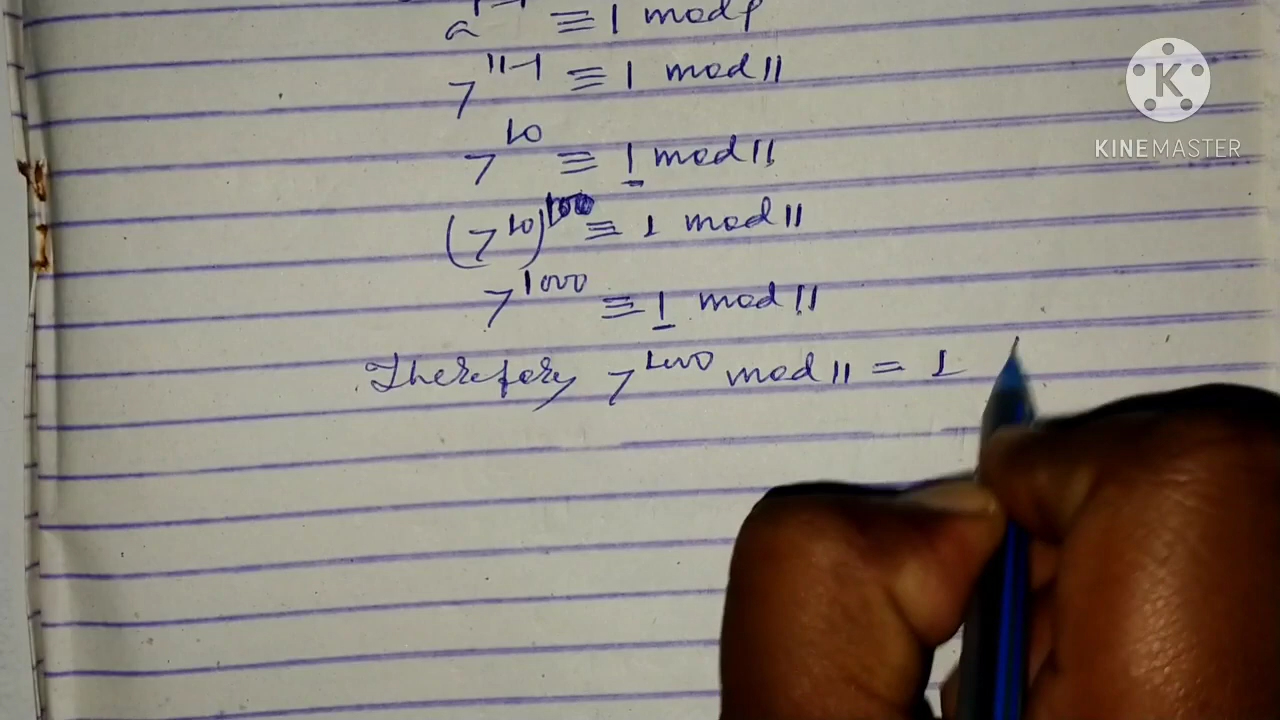 a^p-1 ≡ 1 mod p
7^11-1 ≡ 1 mod 11
7^10 ≡ 1 mod 11
(7^10)^100 ≡ 1 mod 11
7^1000 ≡ 1 mod 11
Therefory 7^1000 mod 11 = 1
K
KINEMASTER